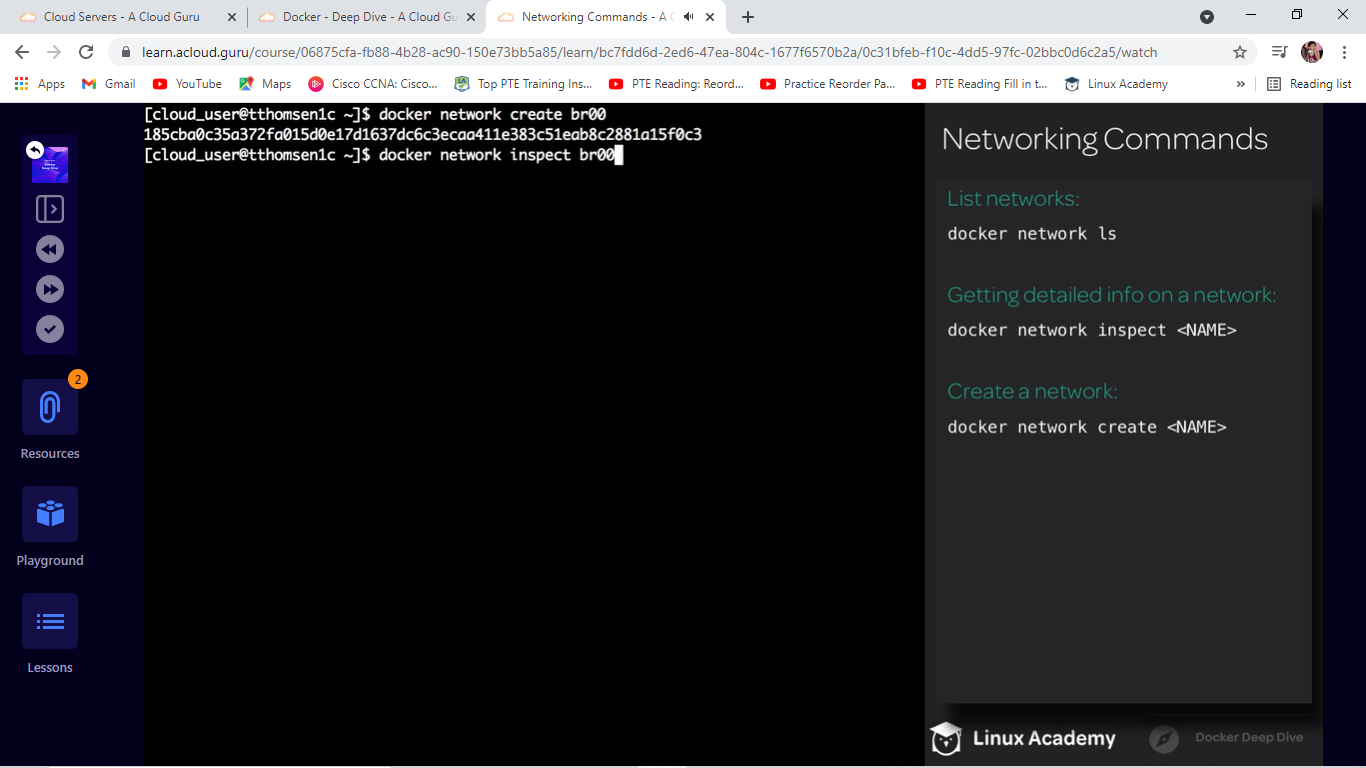 Cloud Servers - A Cloud Guru
Docker - Deep Dive - A Cloud Gu
Networking Commands - A C
learn.acloud.guru/course/06875cfa-fb88-4b28-ac90-150e73bb5a85/learn/bc7fdd6d-2ed6-47ea-804c-1677f6570b2a/0c31bfeb-f10c-4dd5-97fc-02bbc0d6c2a5/watch
Apps Gmail YouTube Maps Cisco CCNA: Cisco... Top PTE Training Ins... PTE Reading: Reord... Practice Reorder Pa... PTE Reading Fill in t... Linux Academy » Reading list
[cloud_user@tthomsen1c ~]$ docker network create br00
185cba0c35a372fa015d0e17d1637dc6c3ecaa411e383c51eab8c2881a15f0c3
[cloud_user@tthomsen1c ~]$ docker network inspect br00
Docker
Deep Dive
2
Resources
Playground
Lessons
Networking Commands
List networks:
docker network ls
Getting detailed info on a network:
docker network inspect <NAME>
Create a network:
docker network create <NAME>
Linux Academy
Docker Deep Dive